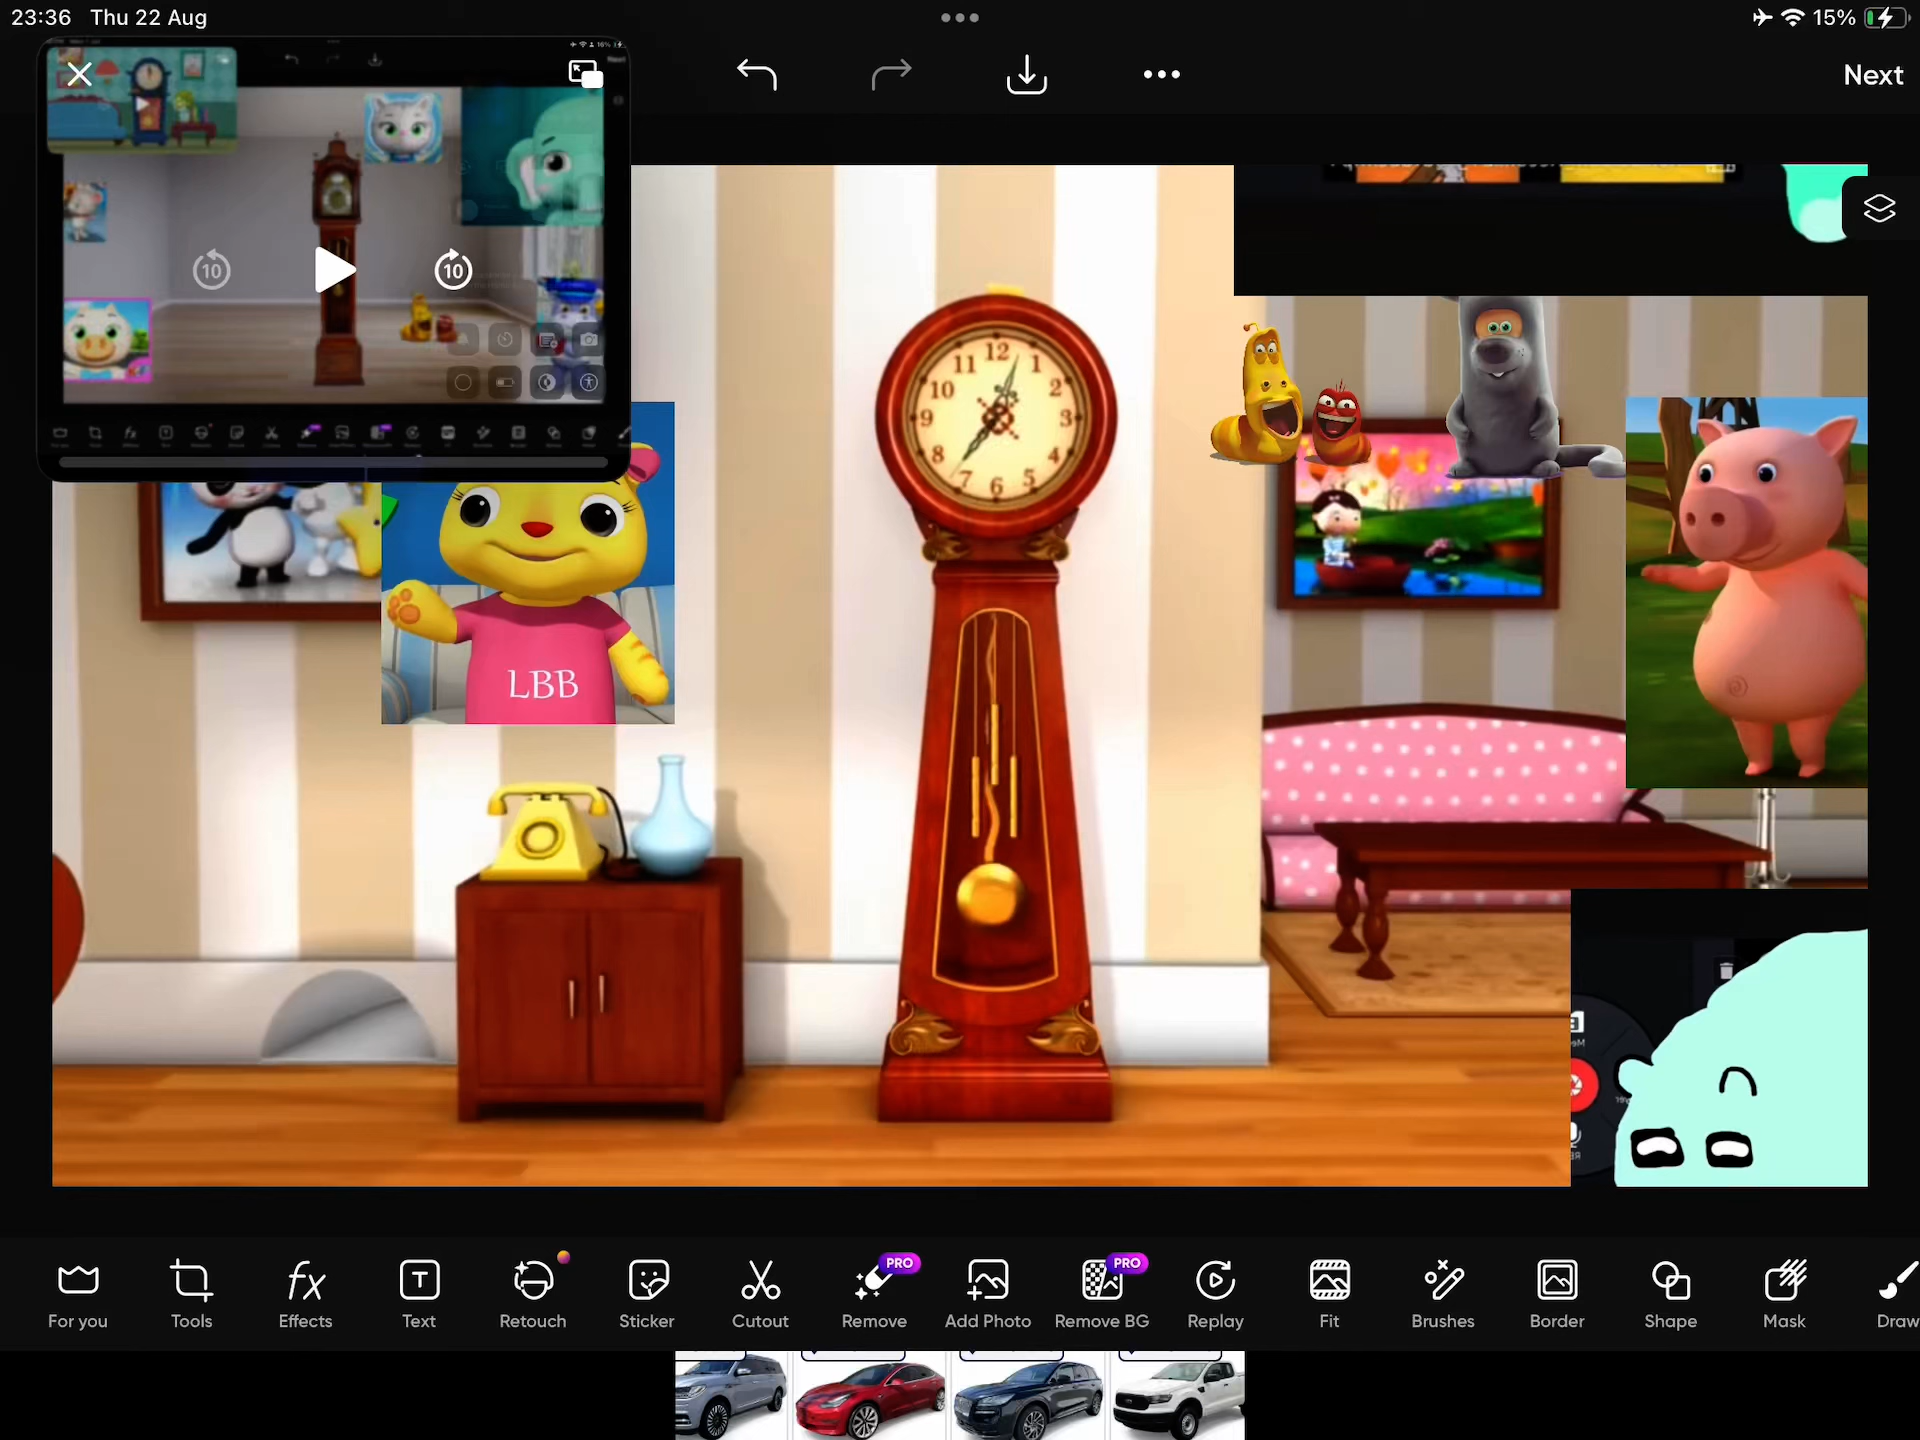 23:36 Thu 22 Aug
15%
Next
10
10
12
1
2
3
4
5
6
7
8
9
10
11
LBB
For you
Tools
Effects
Text
Retouch
Sticker
Cutout
PRO
Remove
Add Photo
PRO
Remove BG
Replay
Fit
Brushes
Border
Shape
Mask
Draw